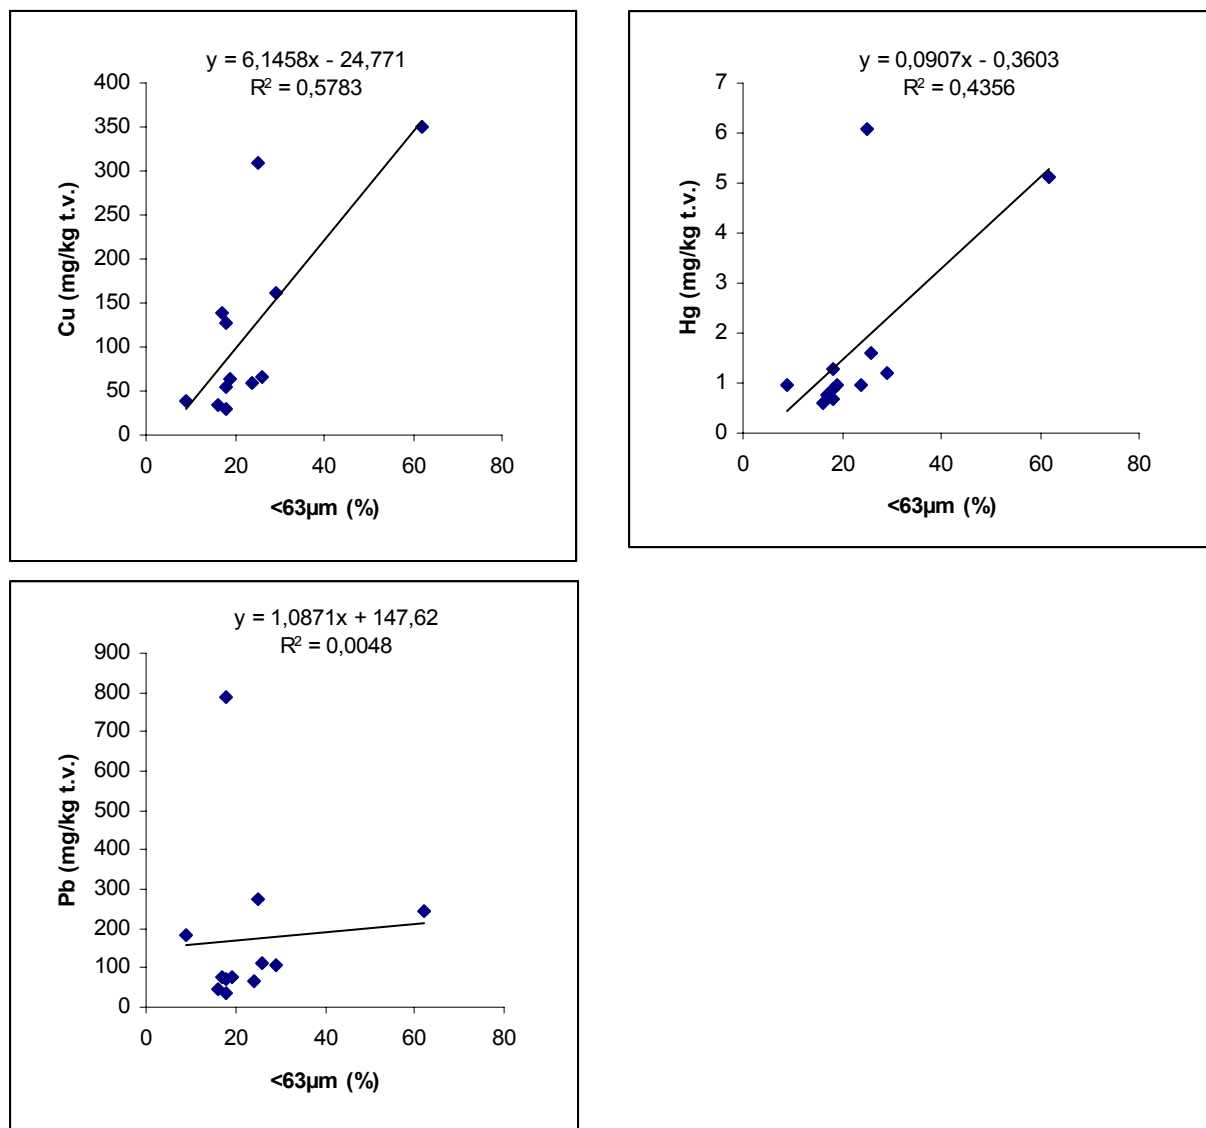 y = 6,1458x - 24,771
R² = 0,5783
400
350
300
250
200
150
100
50
0
Cu (mg/kg t.v.)
0 20 40 60 80
<63µm (%)
y = 0,0907x - 0,3603
R² = 0,4356
7
6
5
4
3
2
1
0
Hg (mg/kg t.v.)
0 20 40 60 80
<63µm (%)
y = 1,0871x + 147,62
R² = 0,0048
900
800
700
600
500
400
300
200
100
0
Pb (mg/kg t.v.)
0 20 40 60 80
<63µm (%)